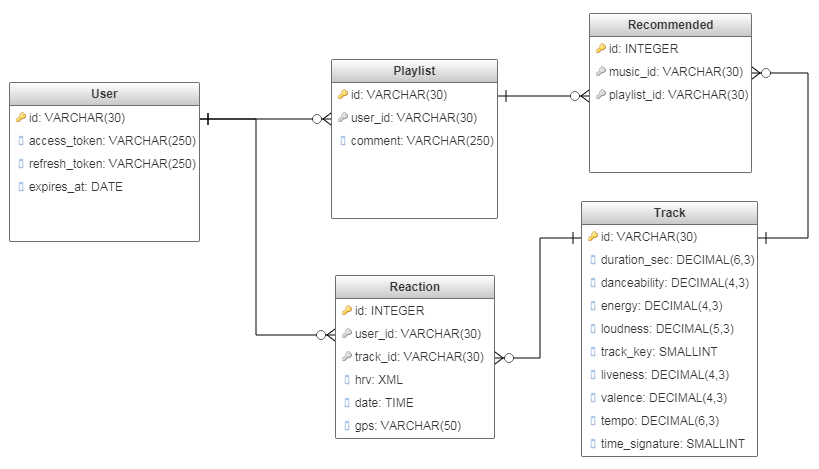 User
id: VARCHAR(30)
access_token: VARCHAR(250)
refresh_token: VARCHAR(250)
expires_at: DATE
Playlist
id: VARCHAR(30)
user_id: VARCHAR(30)
comment: VARCHAR(250)
Recommended
id: INTEGER
music_id: VARCHAR(30)
playlist_id: VARCHAR(30)
Reaction
id: INTEGER
user_id: VARCHAR(30)
track_id: VARCHAR(30)
hrv: XML
date: TIME
gps: VARCHAR(50)
Track
id: VARCHAR(30)
duration_sec: DECIMAL(6,3)
danceability: DECIMAL(4,3)
energy: DECIMAL(4,3)
loudness: DECIMAL(5,3)
track_key: SMALLINT
liveness: DECIMAL(4,3)
valence: DECIMAL(4,3)
tempo: DECIMAL(6,3)
time_signature: SMALLINT